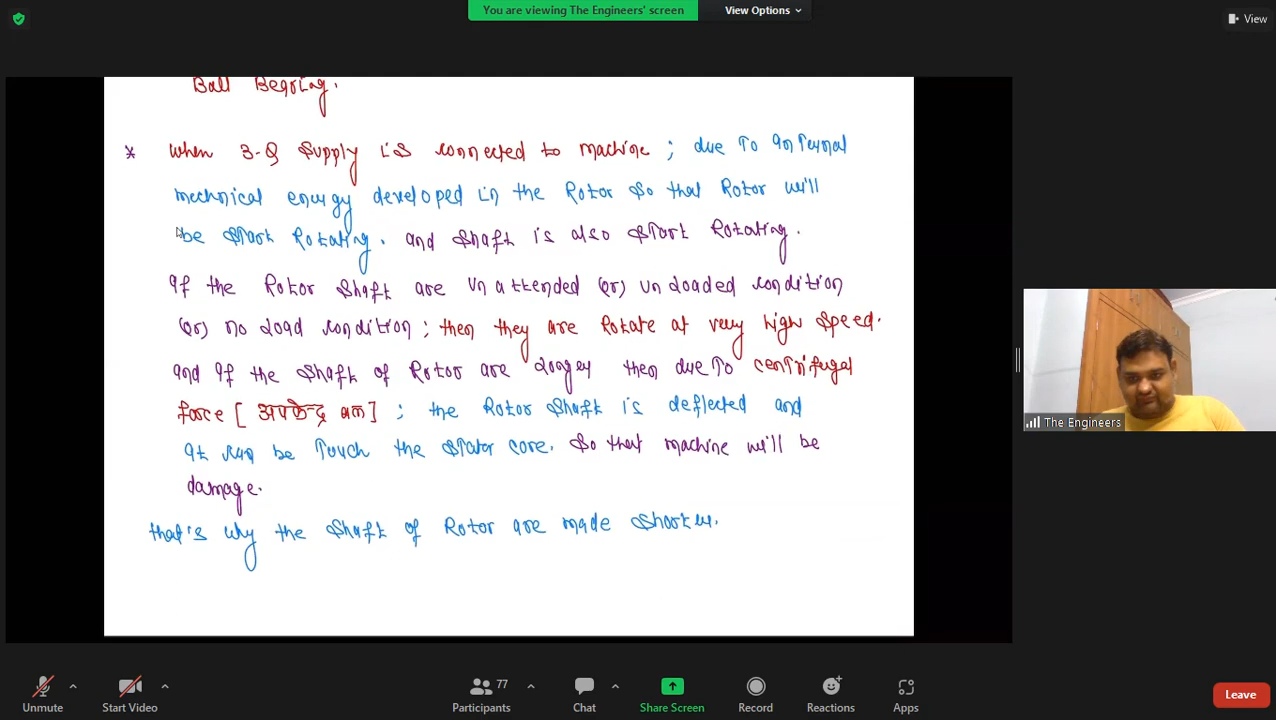 You are viewing The Engineers' screen
View Options
View
Ball Bearing.
* when 3-φ supply is connected to machine ; due to internal
mechnical energy developed in the Rotor so that Rotor will
be start Rotating. and shaft is also start Rotating.
if the Rotor shaft are unattended (or) unloaded condition
(or) no load condition ; then they are Rotate at very high speed.
and if the shaft of Rotor are longer then due to centrifugal
force [अपकेन्द्र बल] ; the Rotor shaft is deflected and
it can be touch the stator core. so that machine will be
damage.
that's why the shaft of Rotor are made shorter.
The Engineers
Unmute
Start Video
77
Participants
Chat
Share Screen
Record
Reactions
Apps
Leave